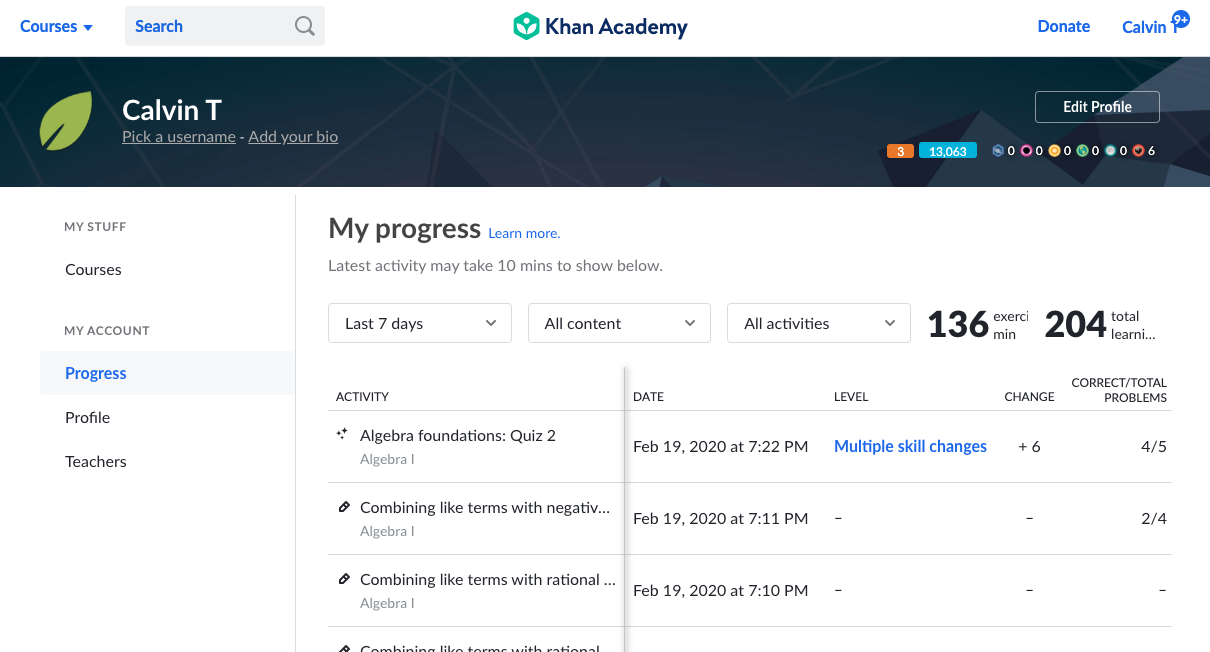 Courses
Search
Khan Academy
Donate
Calvin T
9+
Calvin T
Pick a username - Add your bio
Edit Profile
3 13,063 0 0 0 0 0 6
MY STUFF
Courses
MY ACCOUNT
Progress
Profile
Teachers
My progress Learn more.
Latest activity may take 10 mins to show below.
Last 7 days
All content
All activities
136 exerci
min
204 total
learni...
ACTIVITY DATE LEVEL CHANGE CORRECT/TOTAL
PROBLEMS
Algebra foundations: Quiz 2
Algebra I
Feb 19, 2020 at 7:22 PM Multiple skill changes + 6 4/5
Combining like terms with negativ...
Algebra I
Feb 19, 2020 at 7:11 PM – – 2/4
Combining like terms with rational ...
Algebra I
Feb 19, 2020 at 7:10 PM – – –
Combining like terms with rational